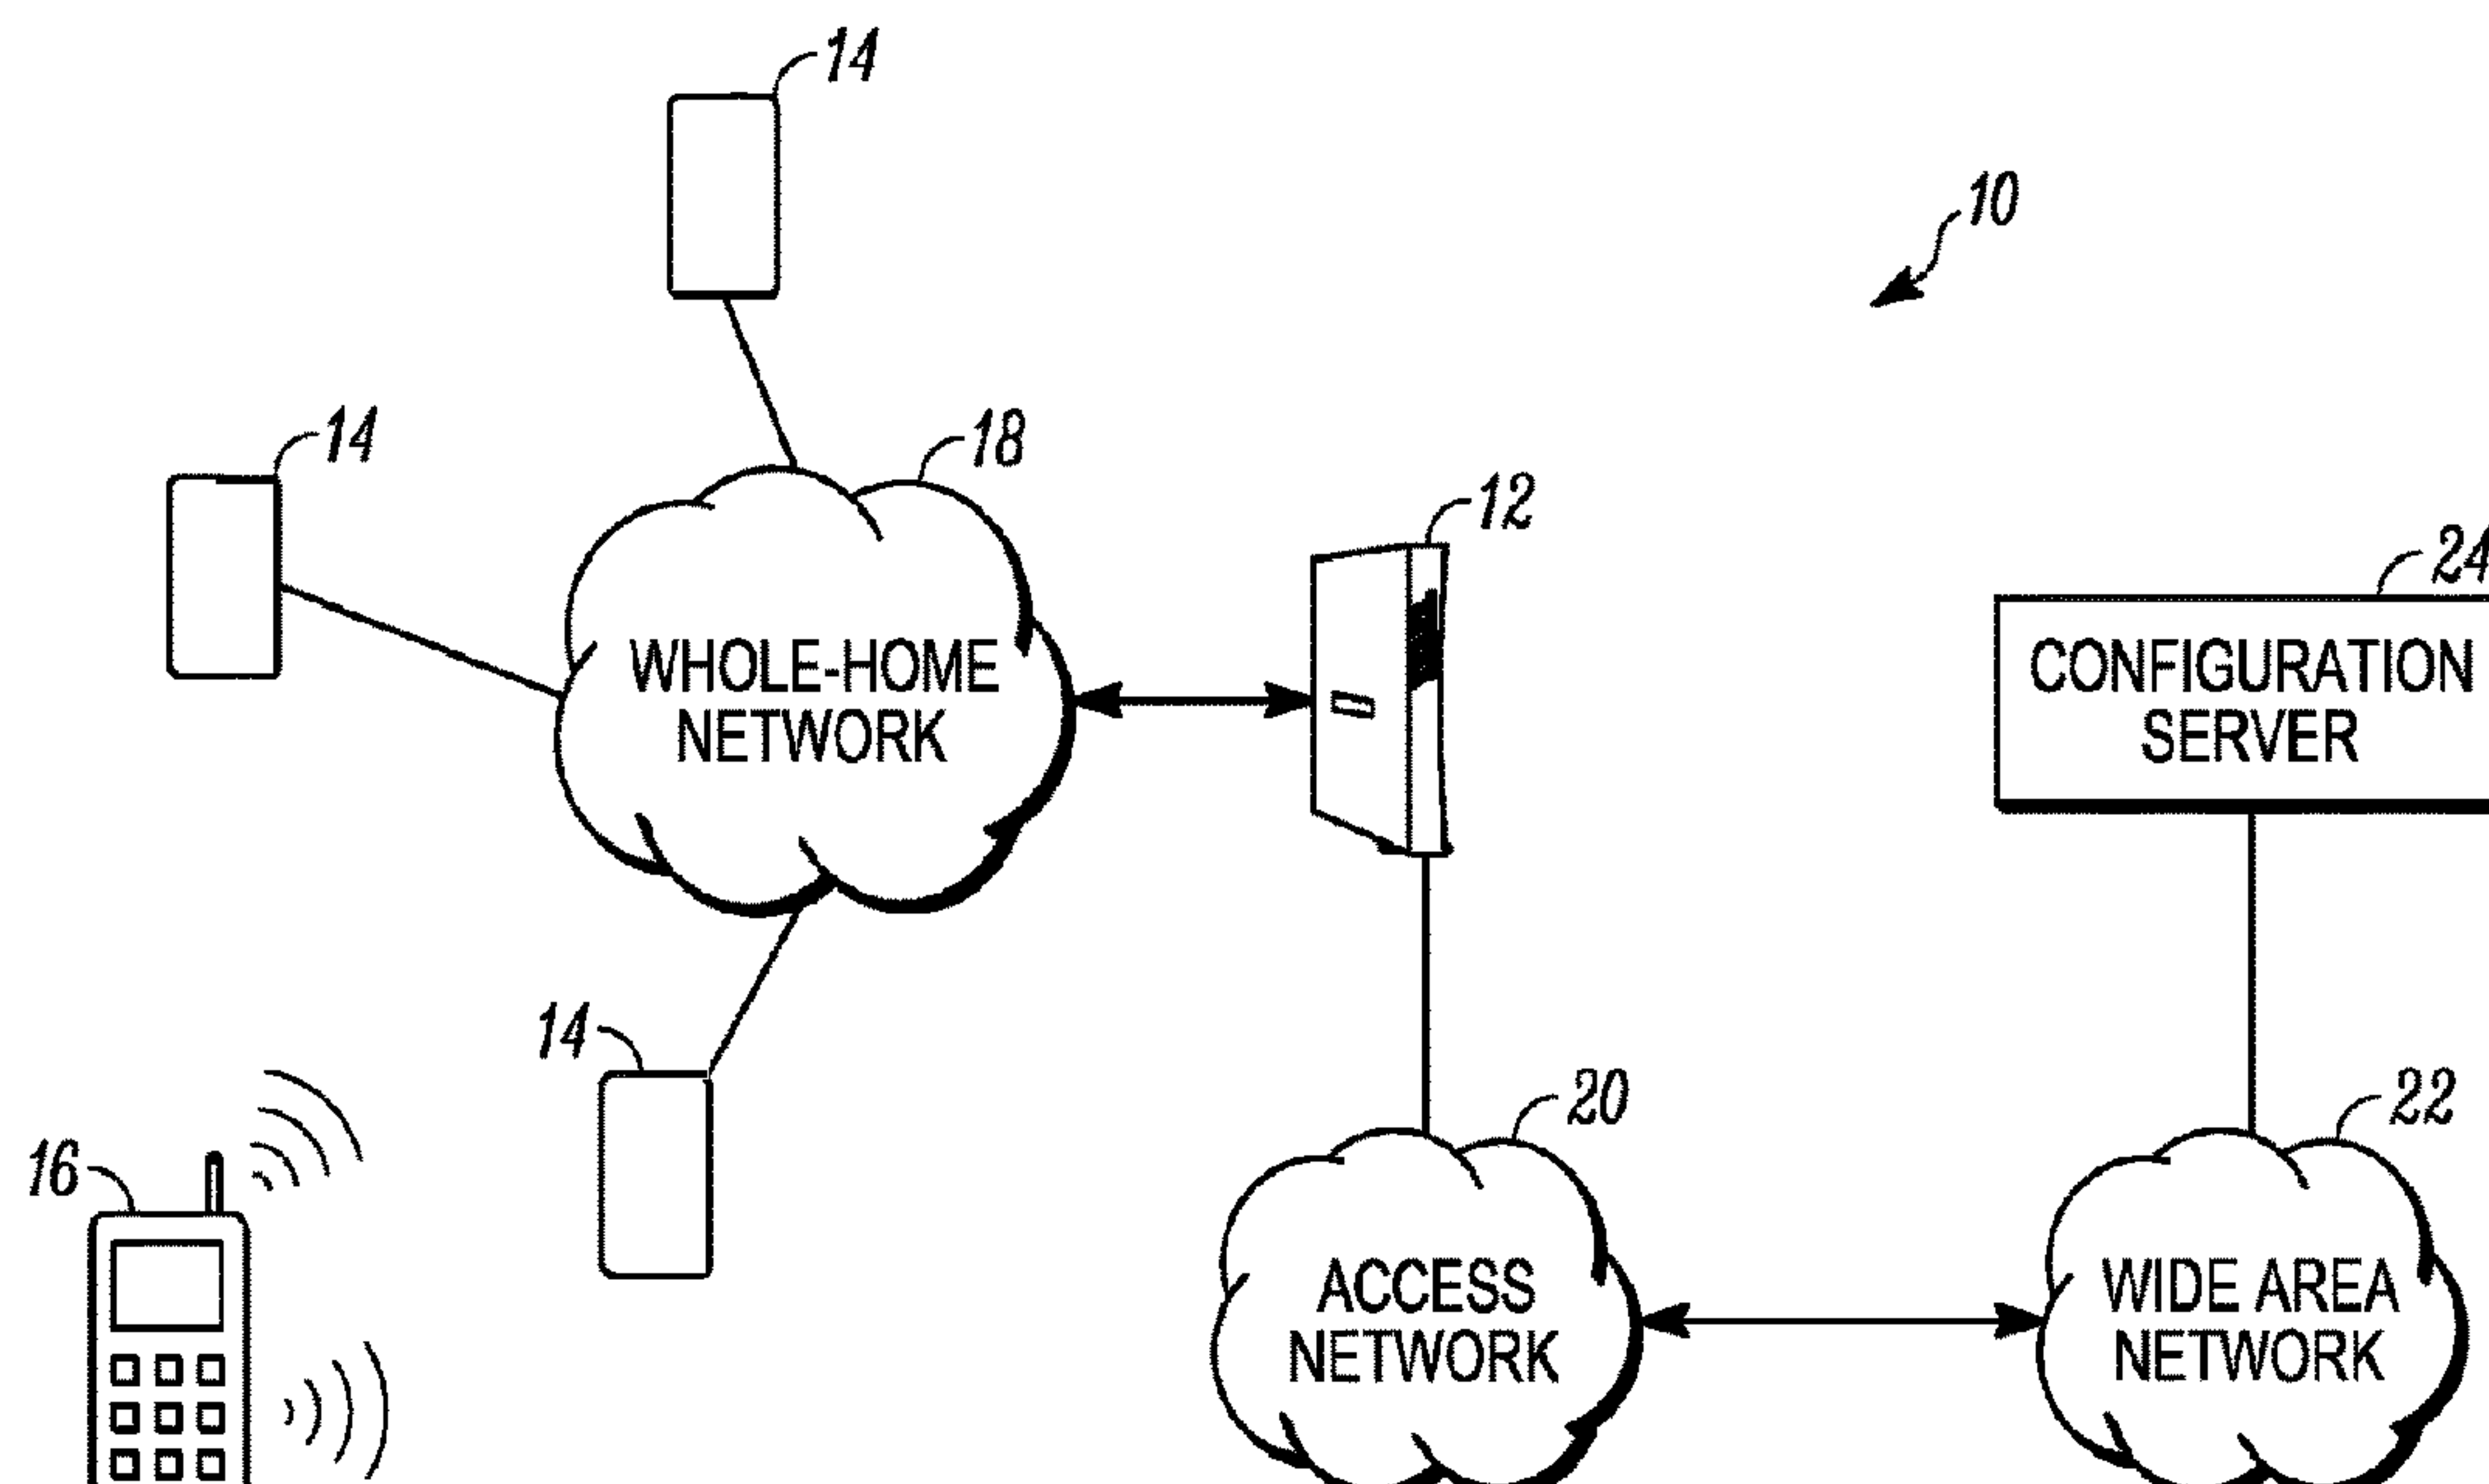 14
10
14
18
12
24
WHOLE-HOME
NETWORK
CONFIGURATION
SERVER
14
20
22
16
ACCESS
NETWORK
WIDE AREA
NETWORK